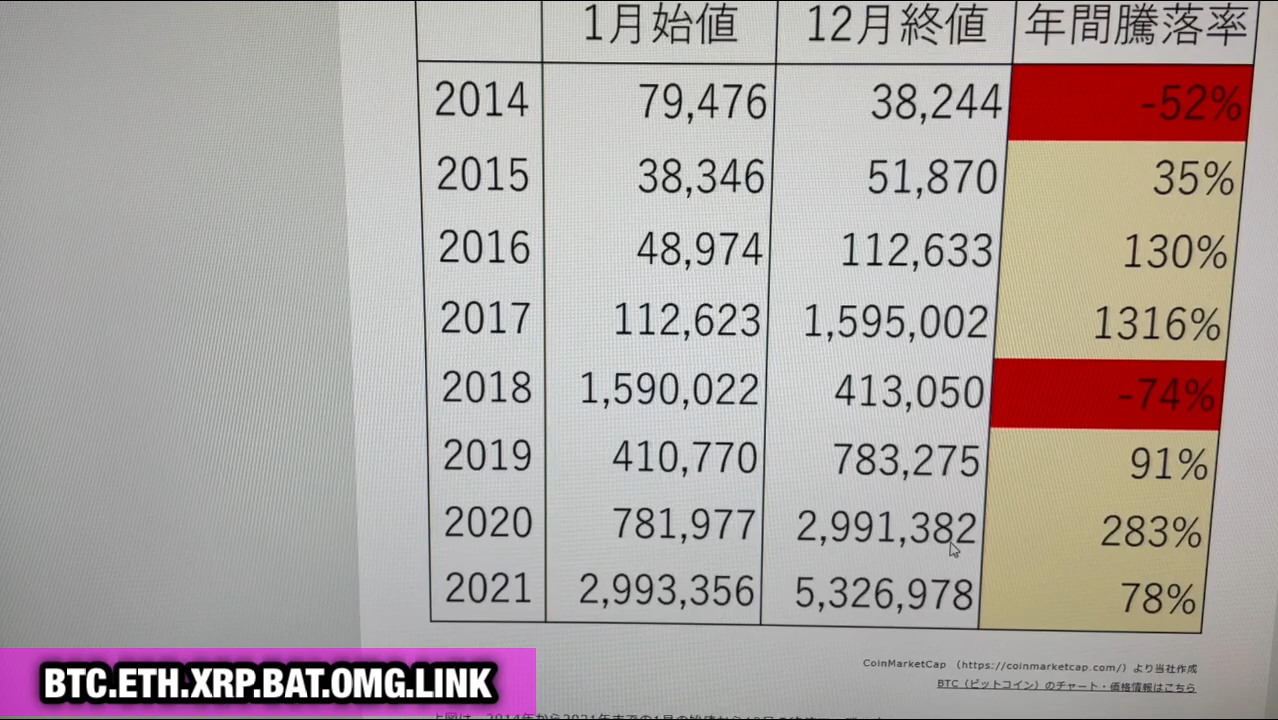 1月始値 12月終値 年間騰落率
2014 79,476 38,244 -52%
2015 38,346 51,870 35%
2016 48,974 112,633 130%
2017 112,623 1,595,002 1316%
2018 1,590,022 413,050 -74%
2019 410,770 783,275 91%
2020 781,977 2,991,382 283%
2021 2,993,356 5,326,978 78%
CoinMarketCap （https://coinmarketcap.com/）より当社作成
BTC（ビットコイン）のチャート・価格情報はこちら
BTC.ETH.XRP.BAT.OMG.LINK